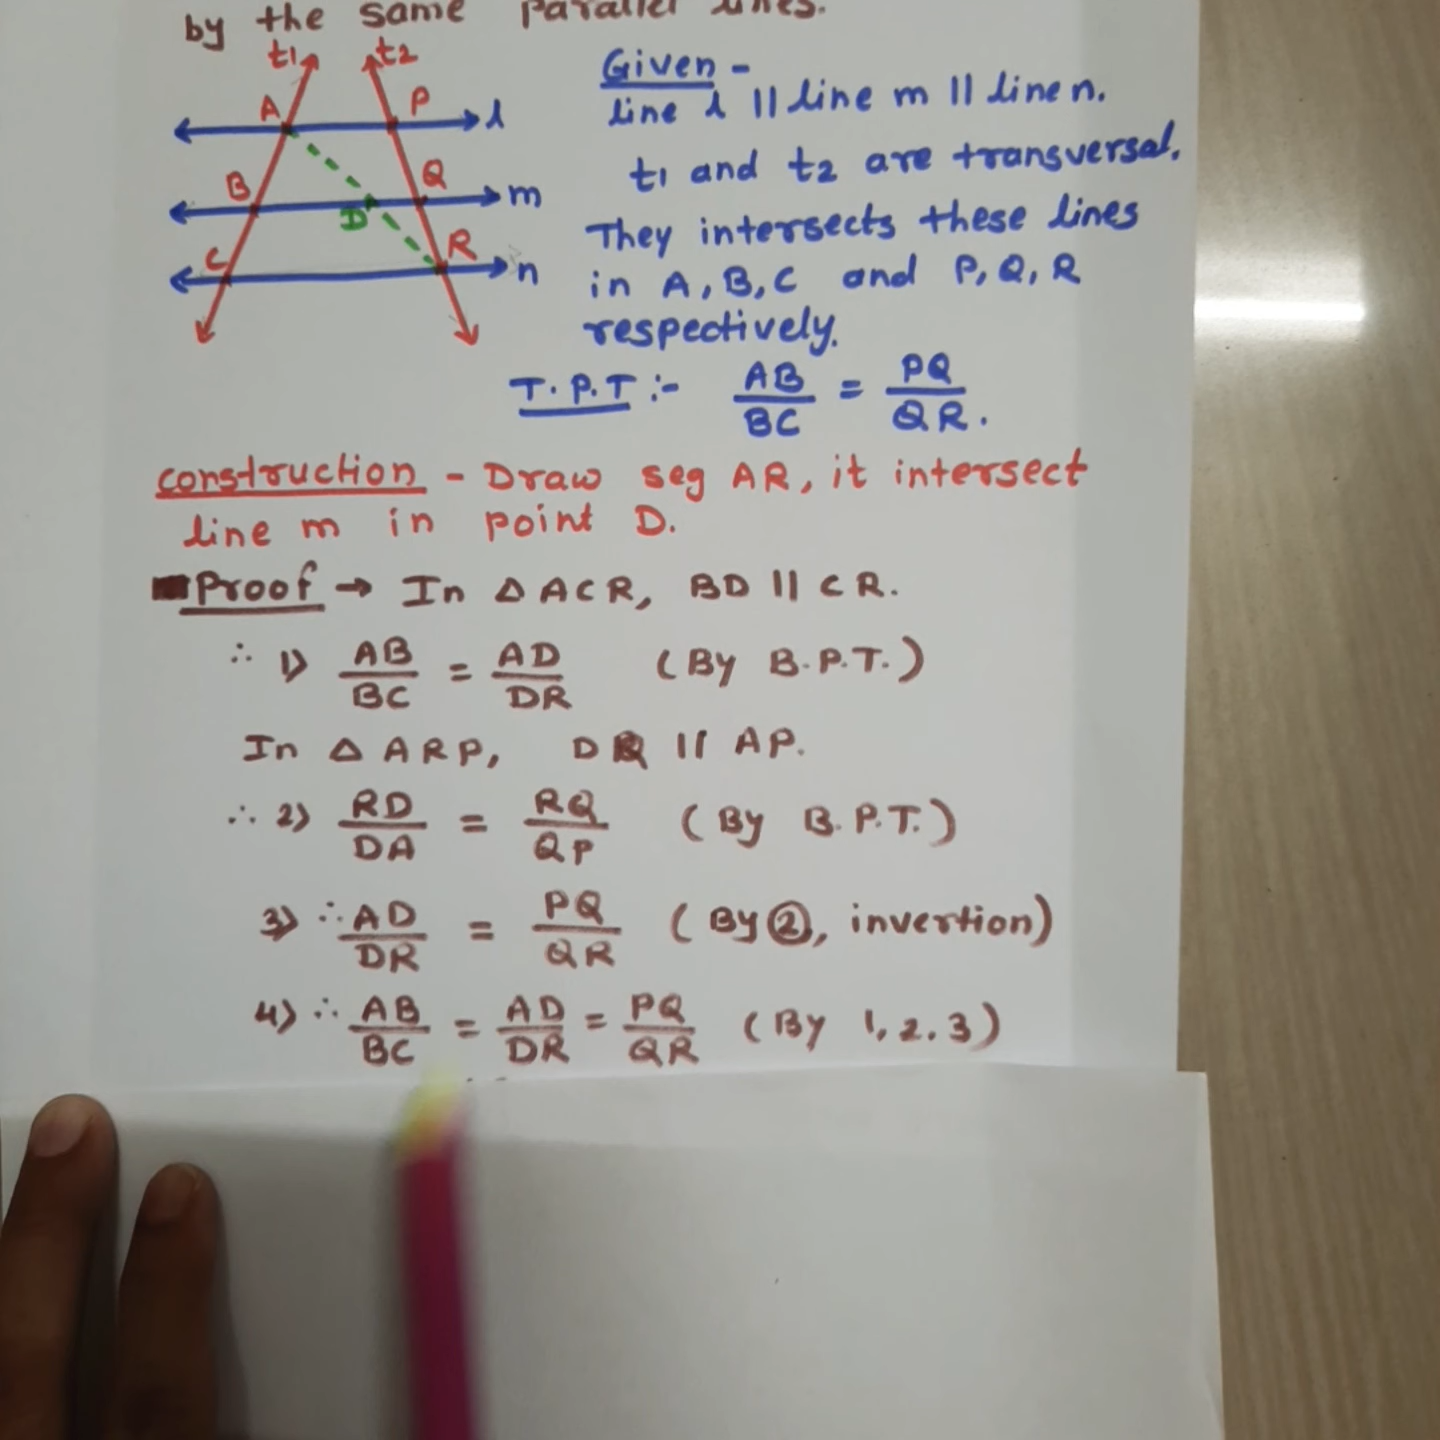 by the same parallel lines.
t1 t2
A P l
B Q m
D
C R n
Given -
line l || line m || line n.
t1 and t2 are transversal.
They intersects these lines
in A, B, C and P, Q, R
respectively.
T.P.T :- AB/BC = PQ/QR.
construction - Draw seg AR, it intersect
line m in point D.
Proof → In △ ACR, BD || CR.
∴ 1) AB/BC = AD/DR (By B.P.T.)
In △ ARP, DQ || AP.
∴ 2) RD/DA = RQ/QP (By B.P.T.)
3) ∴ AD/DR = PQ/QR (By ②, invertion)
4) ∴ AB/BC = AD/DR = PQ/QR (By 1, 2. 3)